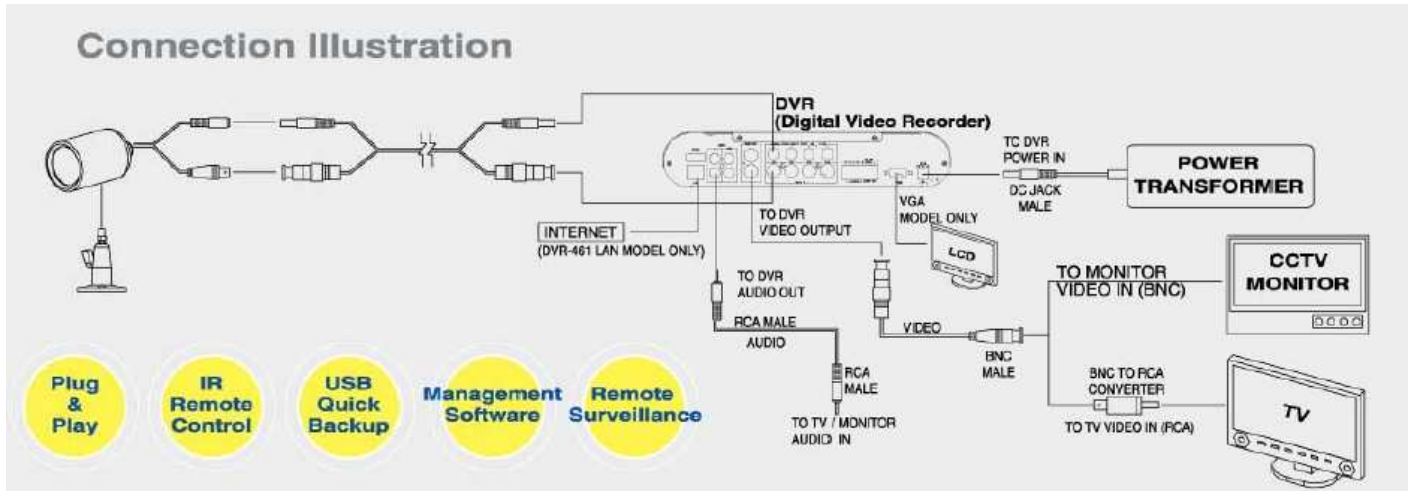 Connection Illustration
DVR
(Digital Video Recorder)
TO DVR
POWER IN
DC JACK
MALE
POWER
TRANSFORMER
INTERNET
(DVR-461 LAN MODEL ONLY)
TO DVR
VIDEO OUTPUT
VGA
MODEL ONLY
LCD
TO DVR
AUDIO OUT
RCA MALE
AUDIO
RCA
MALE
TO TV / MONITOR
AUDIO IN
VIDEO
BNC
MALE
TO MONITOR
VIDEO IN (BNC)
CCTV
MONITOR
BNC TO RCA
CONVERTER
TO TV VIDEO IN (RCA)
TV
Plug
&
Play
IR
Remote
Control
USB
Quick
Backup
Management
Software
Remote
Surveillance